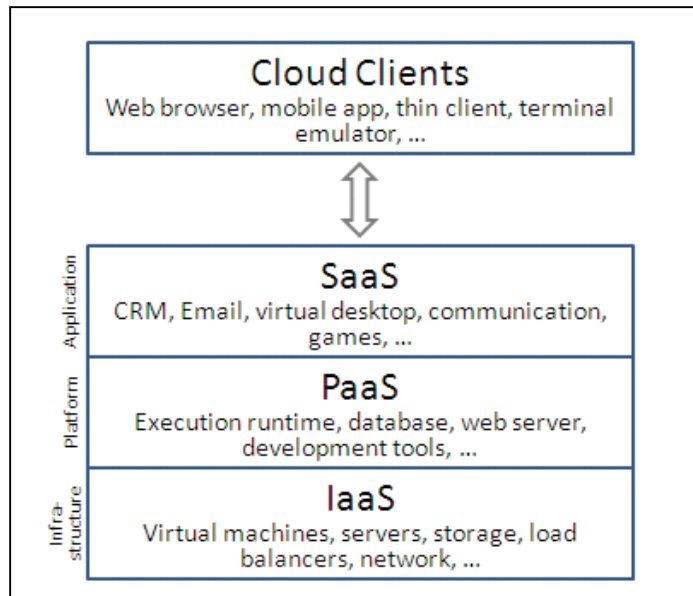 Cloud Clients
Web browser, mobile app, thin client, terminal
emulator, ...
Application
SaaS
CRM, Email, virtual desktop, communication,
games, ...
Platform
PaaS
Execution runtime, database, web server,
development tools, ...
Infra-
structure
IaaS
Virtual machines, servers, storage, load
balancers, network, ...